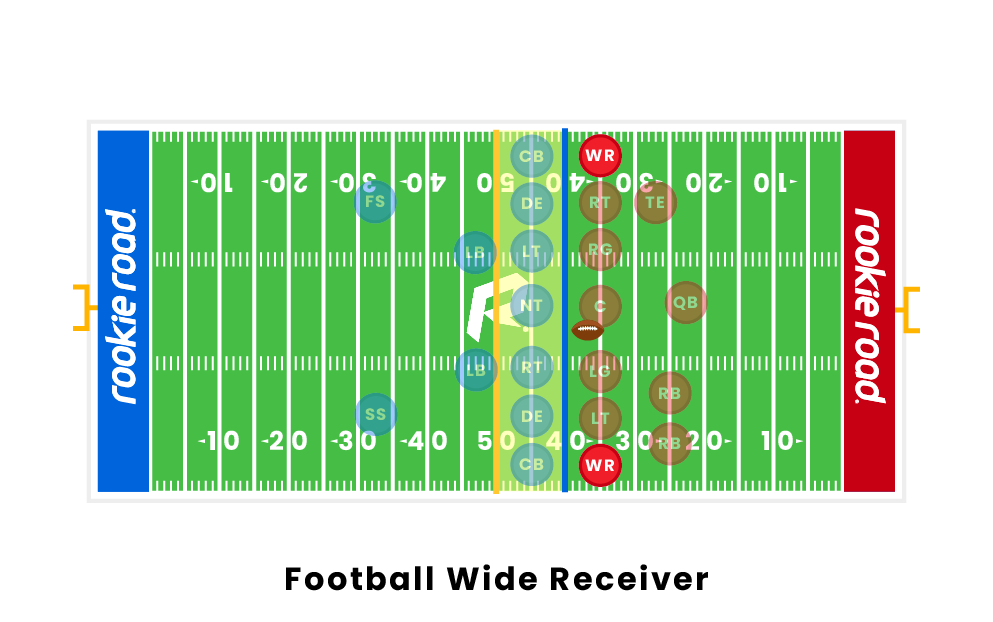 CB WR
10 20 30 40 50 40 30 20 10
FS DE RT TE
LB LT RG
rookie road.
NT C QB
rookie road.
LB RT LG
RB
SS DE LT
10 20 30 40 50 40 30 20 10
RB
CB WR
Football Wide Receiver